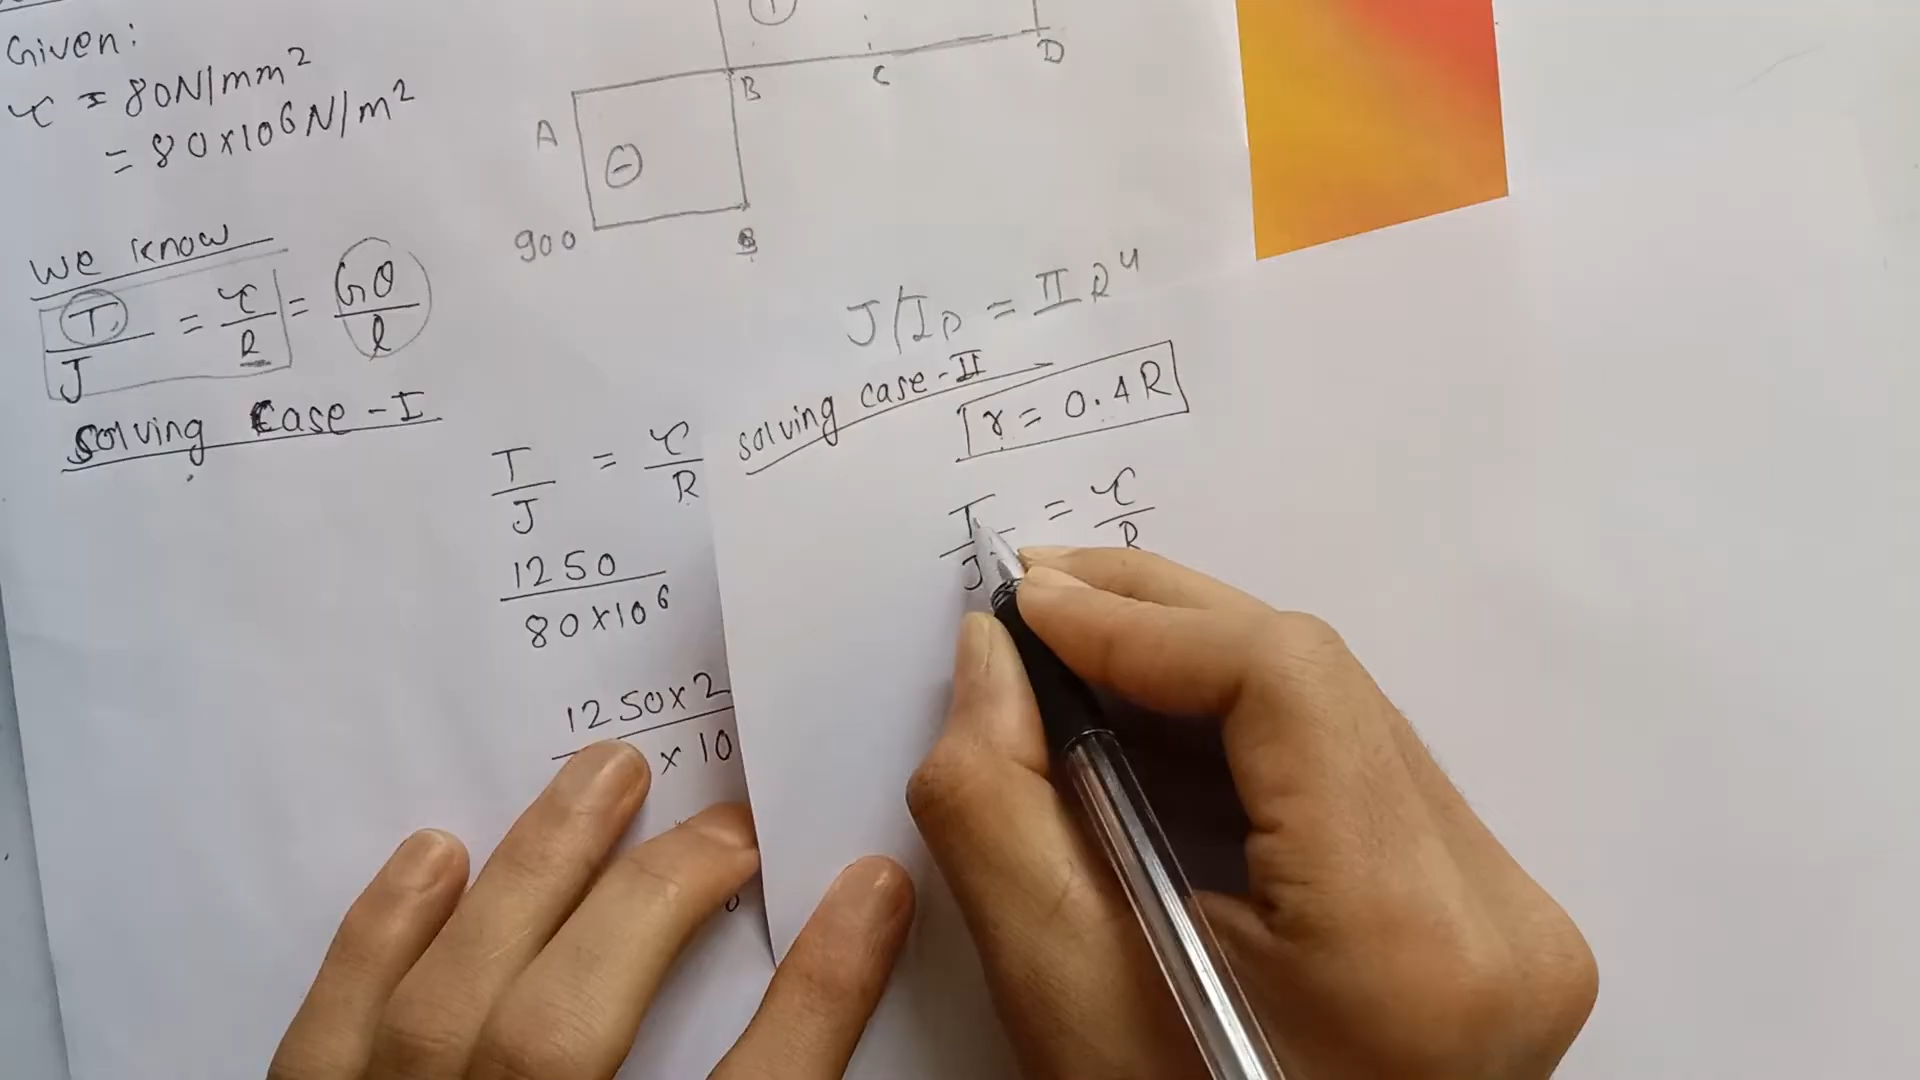 Given:
τ = 80N/mm²
= 80×10⁶ N/m²
B
C
D
A
⊖
900
B
We know
T/J = τ/R = Gθ/l
J/Ip = πR⁴
Solving Case-I
solving case-II
r = 0.4R
T/J = τ/R
T/J = τ/R
1250
80×10⁶
1250×2
×10